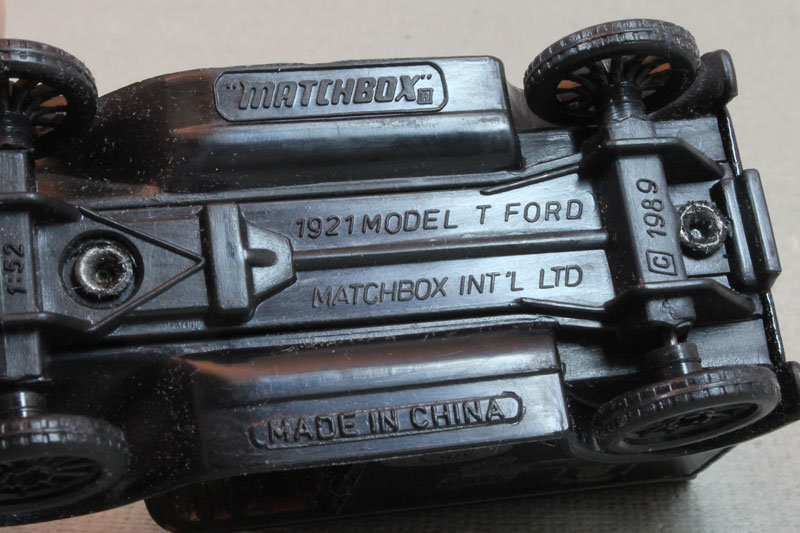 "MATCHBOX"
1921 MODEL T FORD
1:52
© 1989
MATCHBOX INT'L LTD
MADE IN CHINA